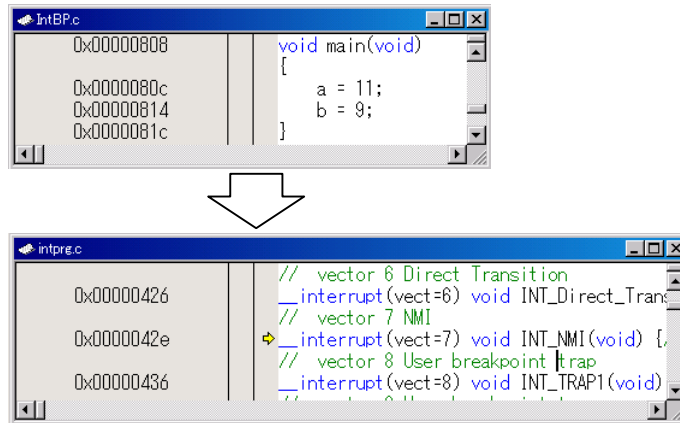 IntBP.c
0x00000808 void main(void)
{
0x0000080c a = 11;
0x00000814 b = 9;
0x0000081c }
intprg.c
// vector 6 Direct Transition
0x00000426 __interrupt(vect=6) void INT_Direct_Trans
// vector 7 NMI
0x0000042e __interrupt(vect=7) void INT_NMI(void) {/
// vector 8 User breakpoint trap
0x00000436 __interrupt(vect=8) void INT_TRAP1(void)